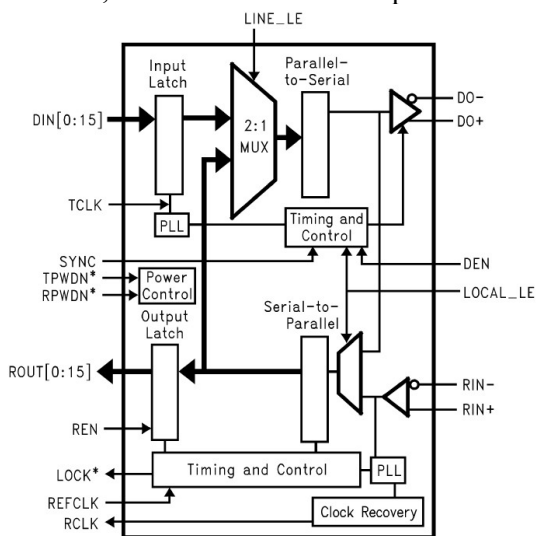 LINE_LE
Input
Latch
Parallel-
to-Serial
DIN[0:15]
2:1
MUX
DO-
DO+
TCLK
PLL
Timing and
Control
SYNC
DEN
TPWDN*
RPWDN*
Power
Control
LOCAL_LE
Output
Latch
Serial-to-
Parallel
ROUT[0:15]
RIN-
RIN+
REN
LOCK*
Timing and Control
PLL
REFCLK
RCLK
Clock Recovery